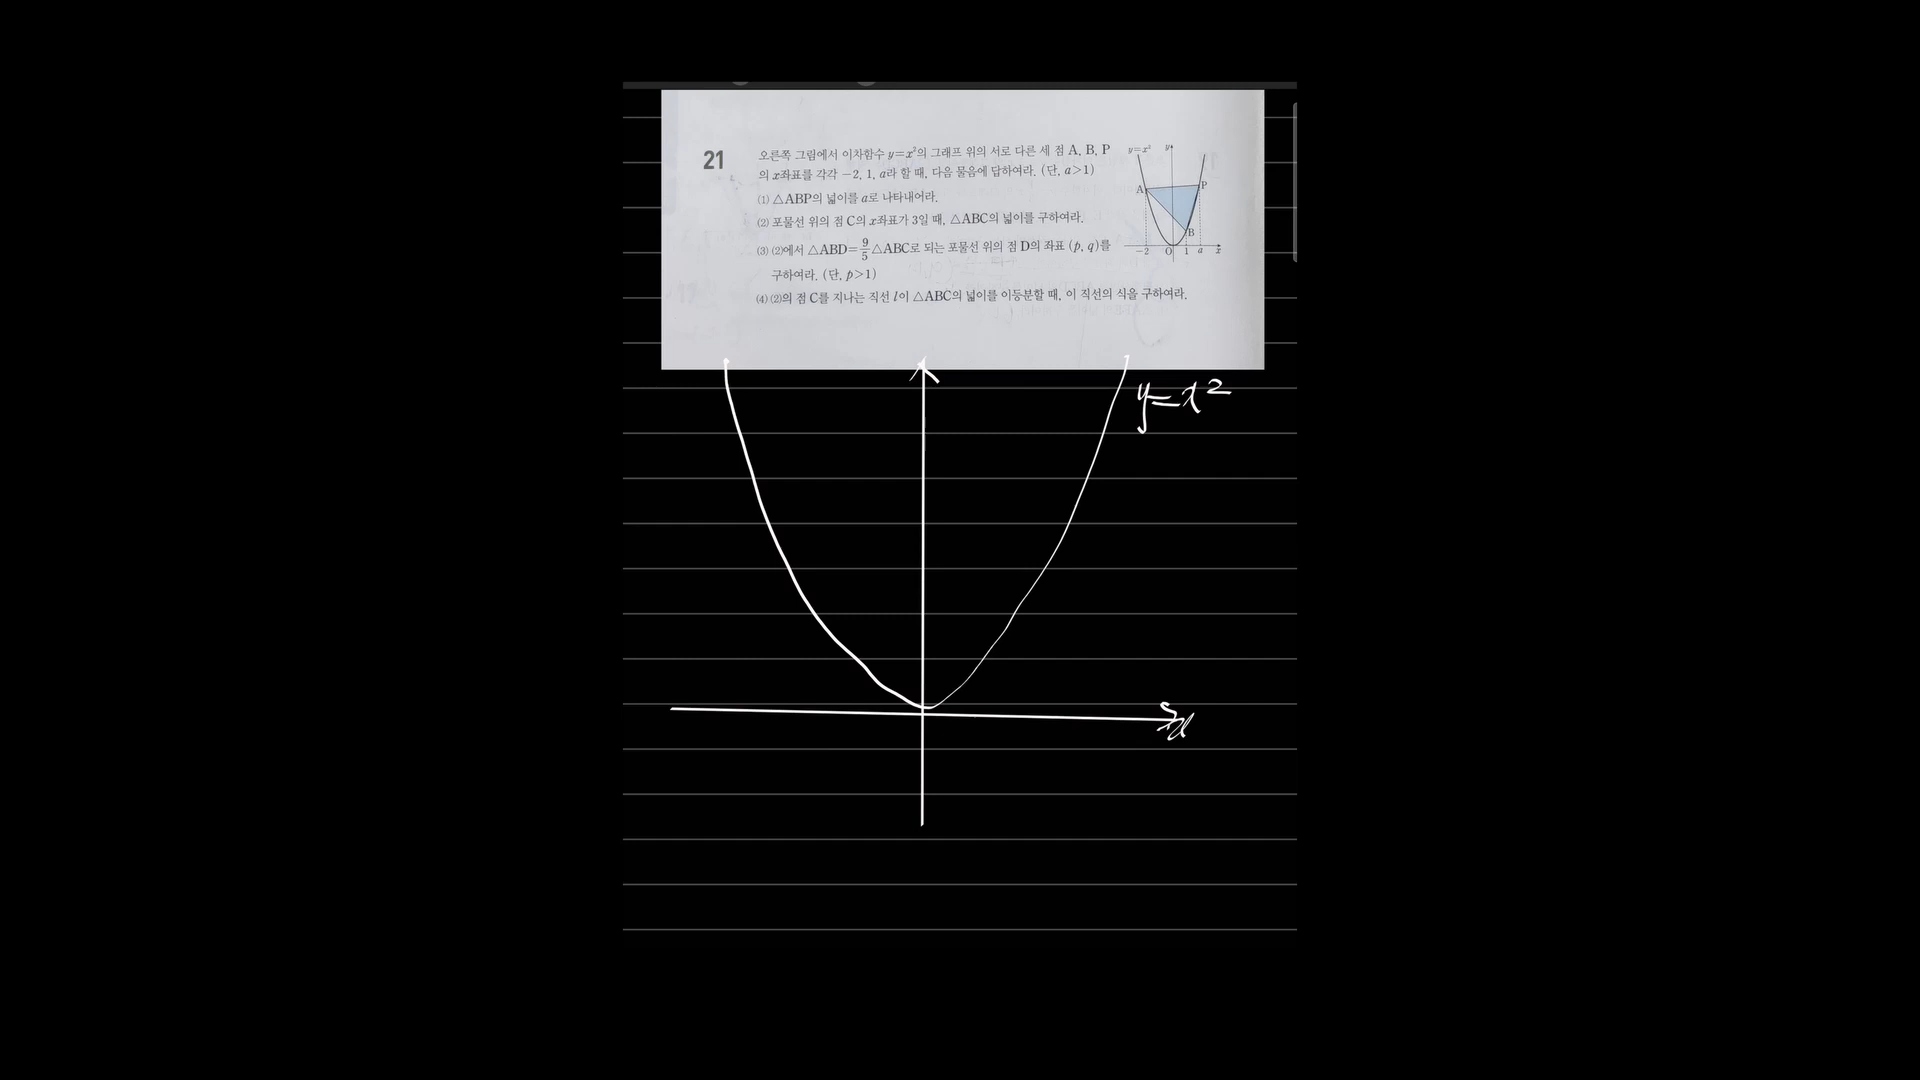 21
오른쪽 그림에서 이차함수 y=x²의 그래프 위의 서로 다른 세 점 A, B, P
의 x좌표를 각각 −2, 1, a라 할 때, 다음 물음에 답하여라. (단, a>1)
(1) △ABP의 넓이를 a로 나타내어라.
(2) 포물선 위의 점 C의 x좌표가 3일 때, △ABC의 넓이를 구하여라.
(3) (2)에서 △ABD=9/5△ABC로 되는 포물선 위의 점 D의 좌표 (p, q)를
구하여라. (단, p>1)
(4) (2)의 점 C를 지나는 직선 l이 △ABC의 넓이를 이등분할 때, 이 직선의 식을 구하여라.
y=x² y
A P
B
−2 O 1 a x
y=x²
x